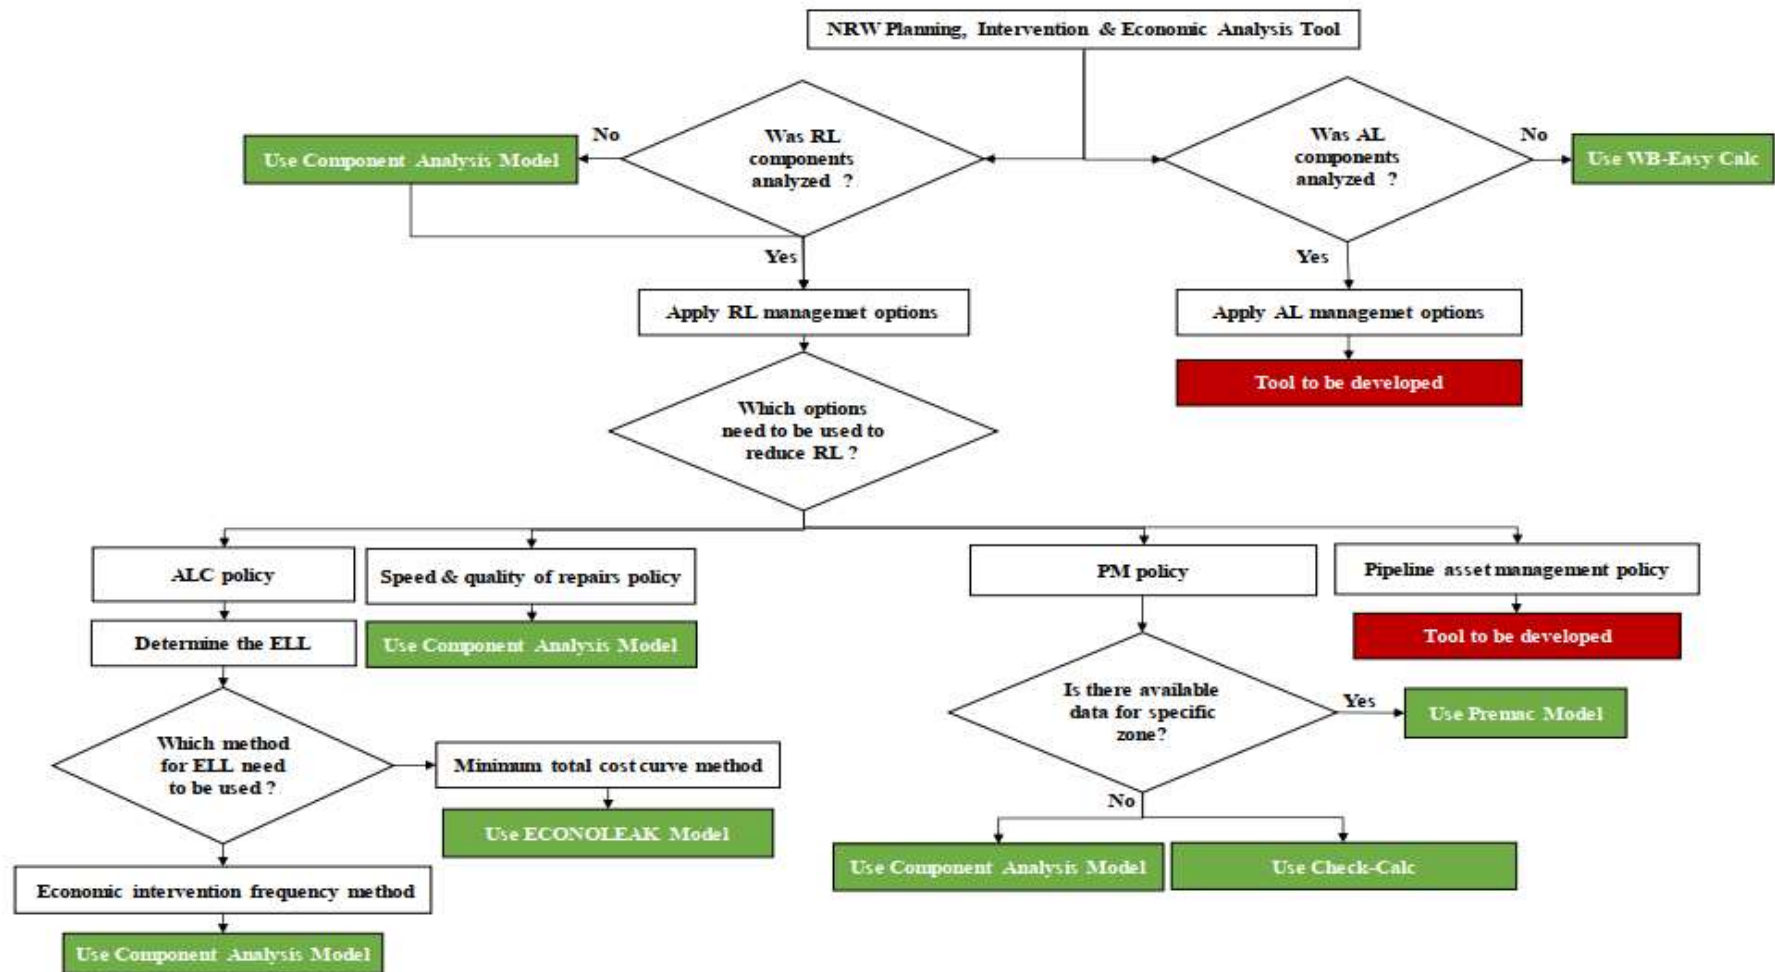 NRW Planning, Intervention & Economic Analysis Tool
No
Use Component Analysis Model
Was RL
components
analyzed ?
Was AL
components
analyzed ?
No
Use WB-Easy Calc
Yes
Yes
Apply RL managemet options
Apply AL managemet options
Tool to be developed
Which options
need to be used to
reduce RL ?
ALC policy
Speed & quality of repairs policy
PM policy
Pipeline asset management policy
Determine the ELL
Use Component Analysis Model
Tool to be developed
Is there available
data for specific
zone?
Yes
Use Premac Model
Which method
for ELL need
to be used ?
Minimum total cost curve method
Use ECONOLEAK Model
No
Use Component Analysis Model
Use Check-Calc
Economic intervention frequency method
Use Component Analysis Model